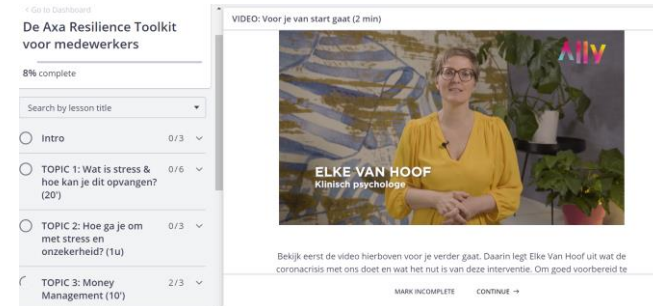 < Go to Dashboard
De Axa Resilience Toolkit
voor medewerkers
8% complete
Search by lesson title
Intro 0/3
TOPIC 1: Wat is stress & 0/6
hoe kan je dit opvangen?
(20')
TOPIC 2: Hoe ga je om 0/3
met stress en
onzekerheid? (1u)
TOPIC 3: Money 2/3
Management (10')
VIDEO: Voor je van start gaat (2 min)
Ally
ELKE VAN HOOF
Klinisch psychologe
Bekijk eerst de video hierboven voor je verder gaat. Daarin legt Elke Van Hoof uit wat de
coronacrisis met ons doet en wat het nut is van deze interventie. Om goed voorbereid te
MARK INCOMPLETE CONTINUE →